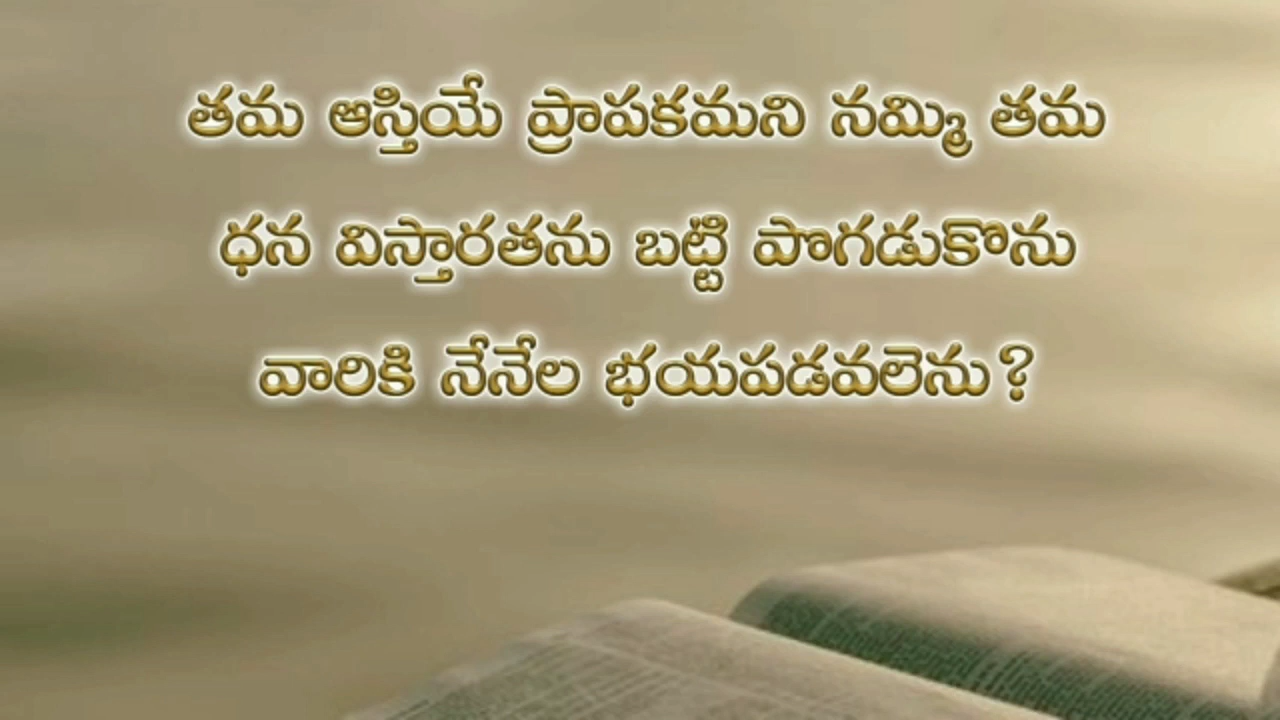 తమ ఆస్తియే ప్రాపకమని నమ్మి తమ
ధన విస్తారతను బట్టి పొగడుకొను
వారికి నేనేల భయపడవలెను?